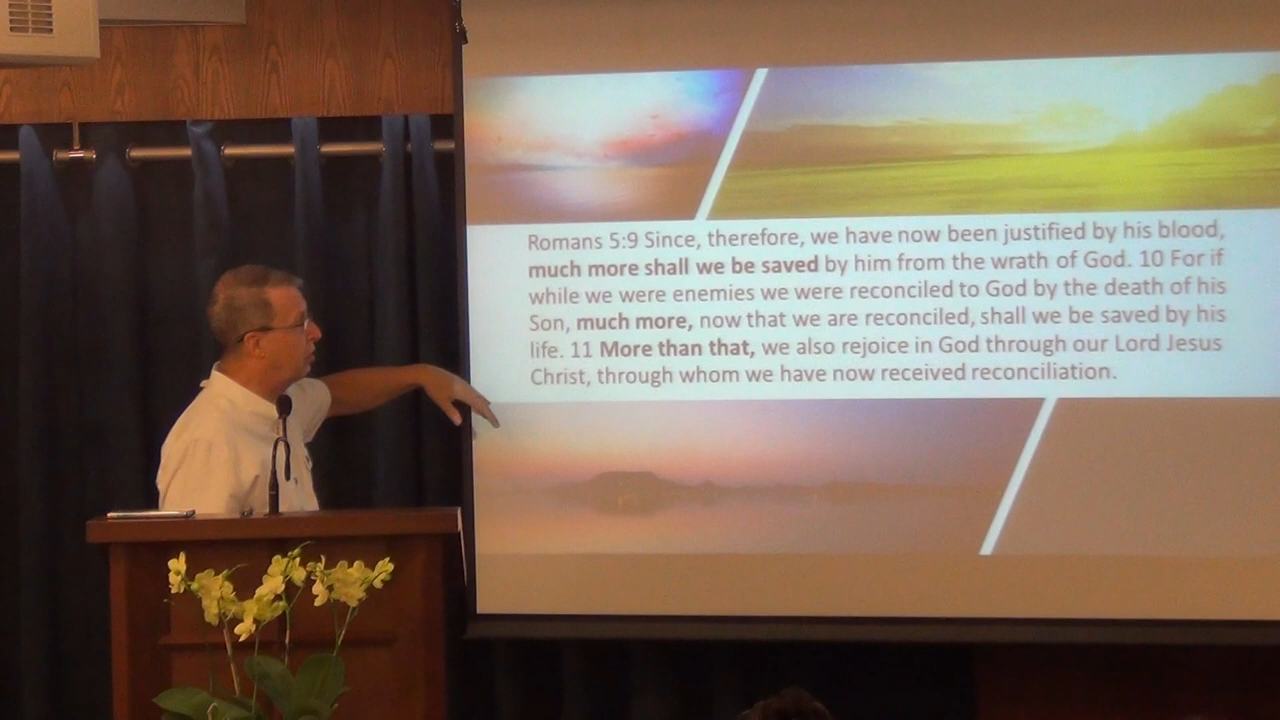 Romans 5:9 Since, therefore, we have now been justified by his blood,
much more shall we be saved by him from the wrath of God. 10 For if
while we were enemies we were reconciled to God by the death of his
Son, much more, now that we are reconciled, shall we be saved by his
life. 11 More than that, we also rejoice in God through our Lord Jesus
Christ, through whom we have now received reconciliation.